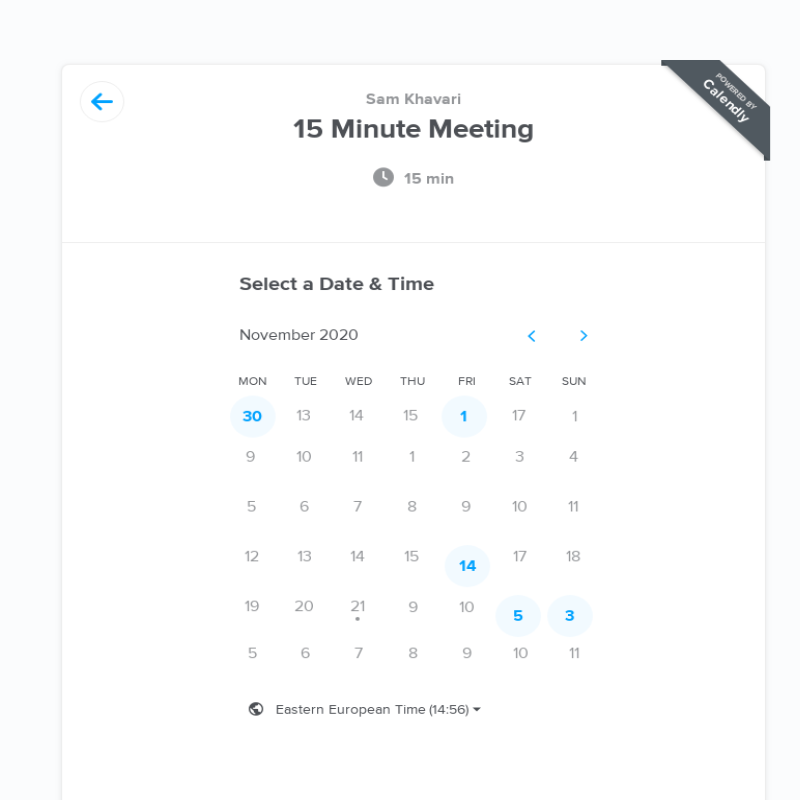 POWERED BY
Calendly
Sam Khavari
15 Minute Meeting
15 min
Select a Date & Time
November 2020
MON TUE WED THU FRI SAT SUN
30 13 14 15 1 17 1
9 10 11 1 2 3 4
5 6 7 8 9 10 11
12 13 14 15 14 17 18
19 20 21 9 10 5 3
5 6 7 8 9 10 11
Eastern European Time (14:56)